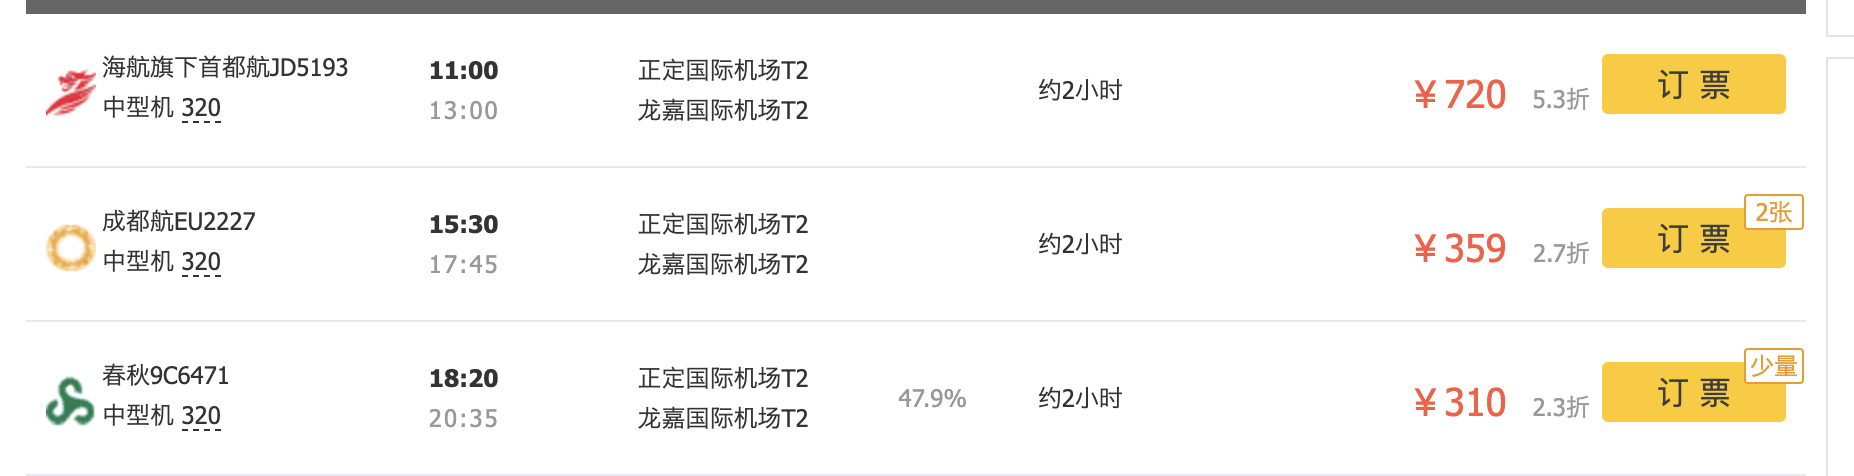 海航旗下首都航JD5193
中型机 320
11:00
13:00
正定国际机场T2
龙嘉国际机场T2
约2小时
¥720 5.3折
订 票
成都航EU2227
中型机 320
15:30
17:45
正定国际机场T2
龙嘉国际机场T2
约2小时
¥359 2.7折
订 票
2张
春秋9C6471
中型机 320
18:20
20:35
正定国际机场T2
龙嘉国际机场T2
47.9%
约2小时
¥310 2.3折
订 票
少量